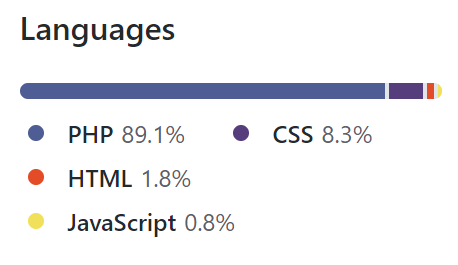 Languages
PHP 89.1% CSS 8.3%
HTML 1.8%
JavaScript 0.8%